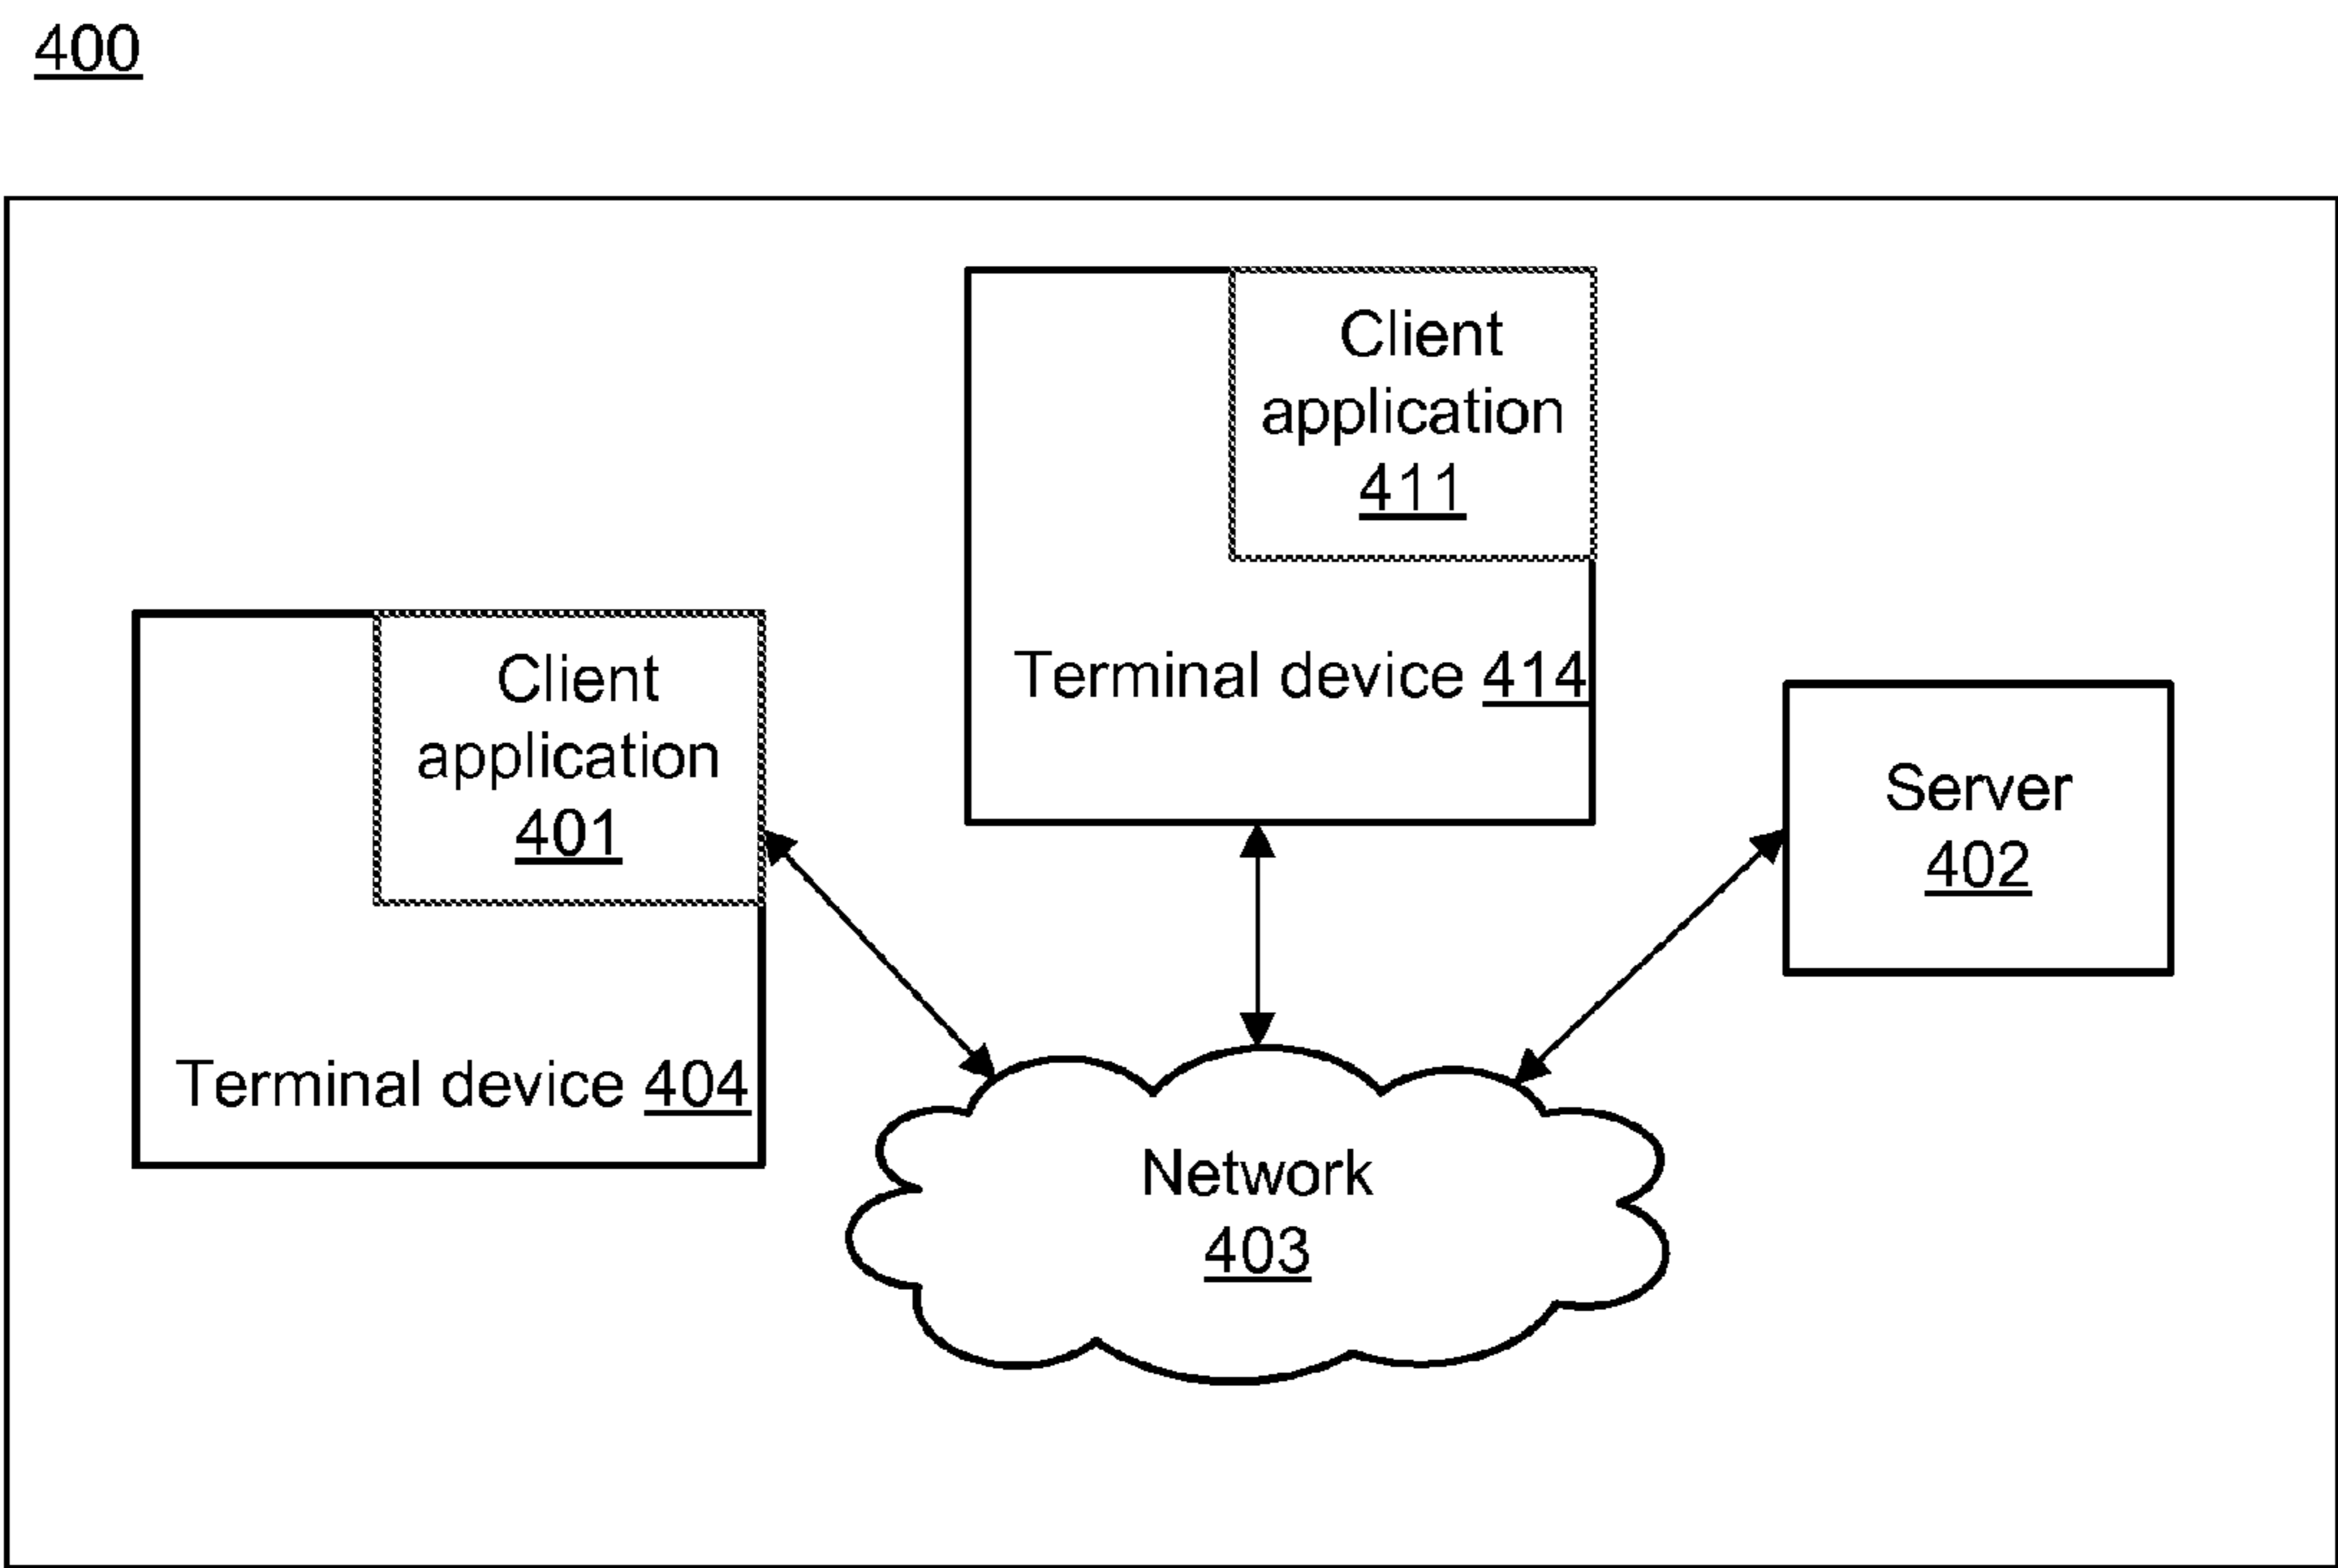 400
Client
application
411
Terminal device 414
Client
application
401
Terminal device 404
Server
402
Network
403